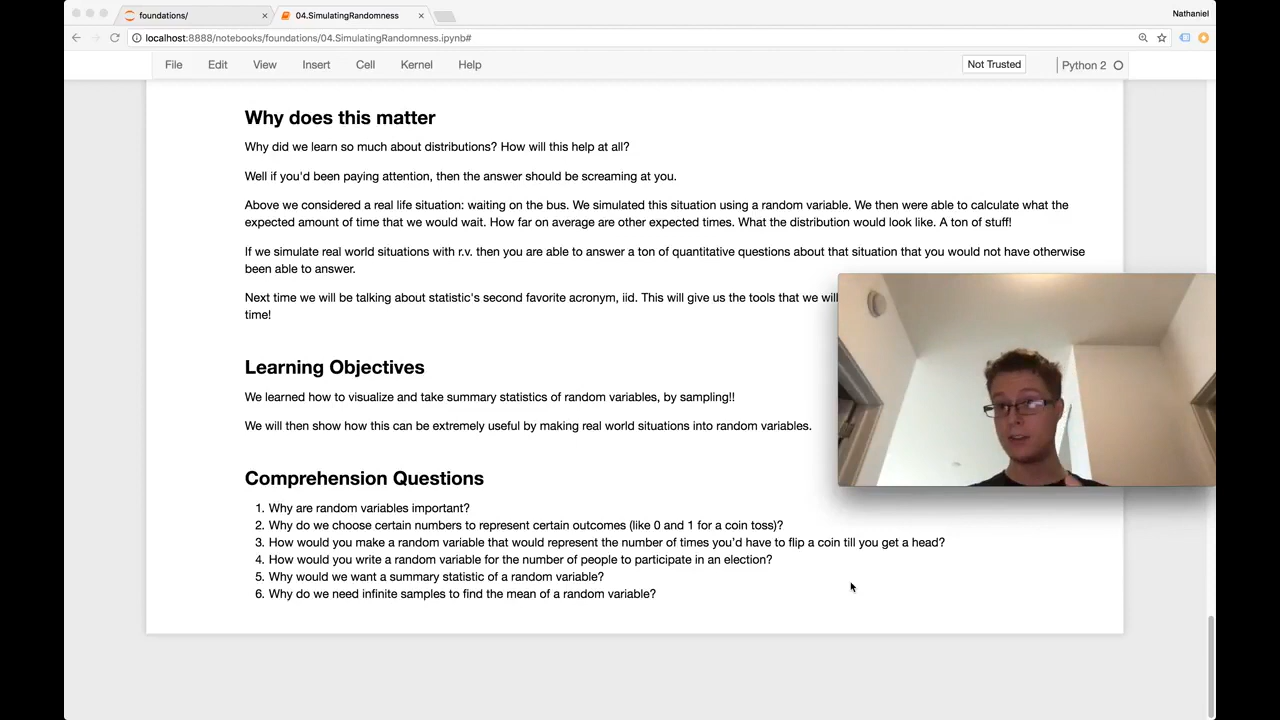 foundations/
04.SimulatingRandomness
Nathaniel
localhost:8888/notebooks/foundations/04.SimulatingRandomness.ipynb#
File Edit View Insert Cell Kernel Help
Not Trusted
Python 2
Why does this matter
Why did we learn so much about distributions? How will this help at all?
Well if you'd been paying attention, then the answer should be screaming at you.
Above we considered a real life situation: waiting on the bus. We simulated this situation using a random variable. We then were able to calculate what the
expected amount of time that we would wait. How far on average are other expected times. What the distribution would look like. A ton of stuff!
If we simulate real world situations with r.v. then you are able to answer a ton of quantitative questions about that situation that you would not have otherwise
been able to answer.
Next time we will be talking about statistic's second favorite acronym, iid. This will give us the tools that we will
time!
Learning Objectives
We learned how to visualize and take summary statistics of random variables, by sampling!!
We will then show how this can be extremely useful by making real world situations into random variables.
Comprehension Questions
1. Why are random variables important?
2. Why do we choose certain numbers to represent certain outcomes (like 0 and 1 for a coin toss)?
3. How would you make a random variable that would represent the number of times you'd have to flip a coin till you get a head?
4. How would you write a random variable for the number of people to participate in an election?
5. Why would we want a summary statistic of a random variable?
6. Why do we need infinite samples to find the mean of a random variable?